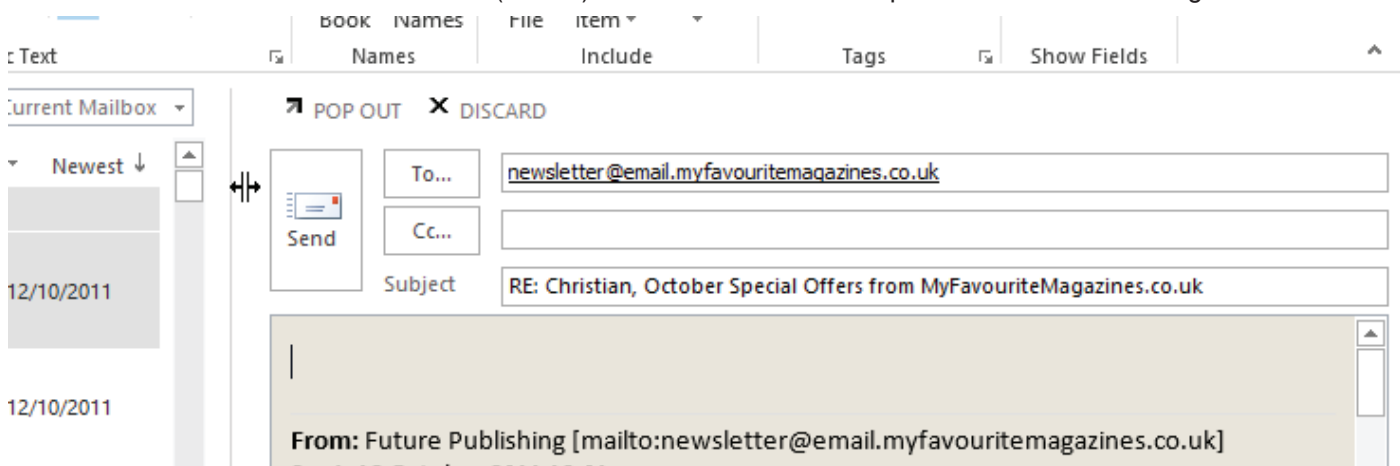 Book Names File Item
: Text Names Include Tags Show Fields
Current Mailbox POP OUT DISCARD
Newest ↓ To... newsletter@email.myfavouritemagazines.co.uk
Send Cc...
12/10/2011 Subject RE: Christian, October Special Offers from MyFavouriteMagazines.co.uk
12/10/2011
From: Future Publishing [mailto:newsletter@email.myfavouritemagazines.co.uk]